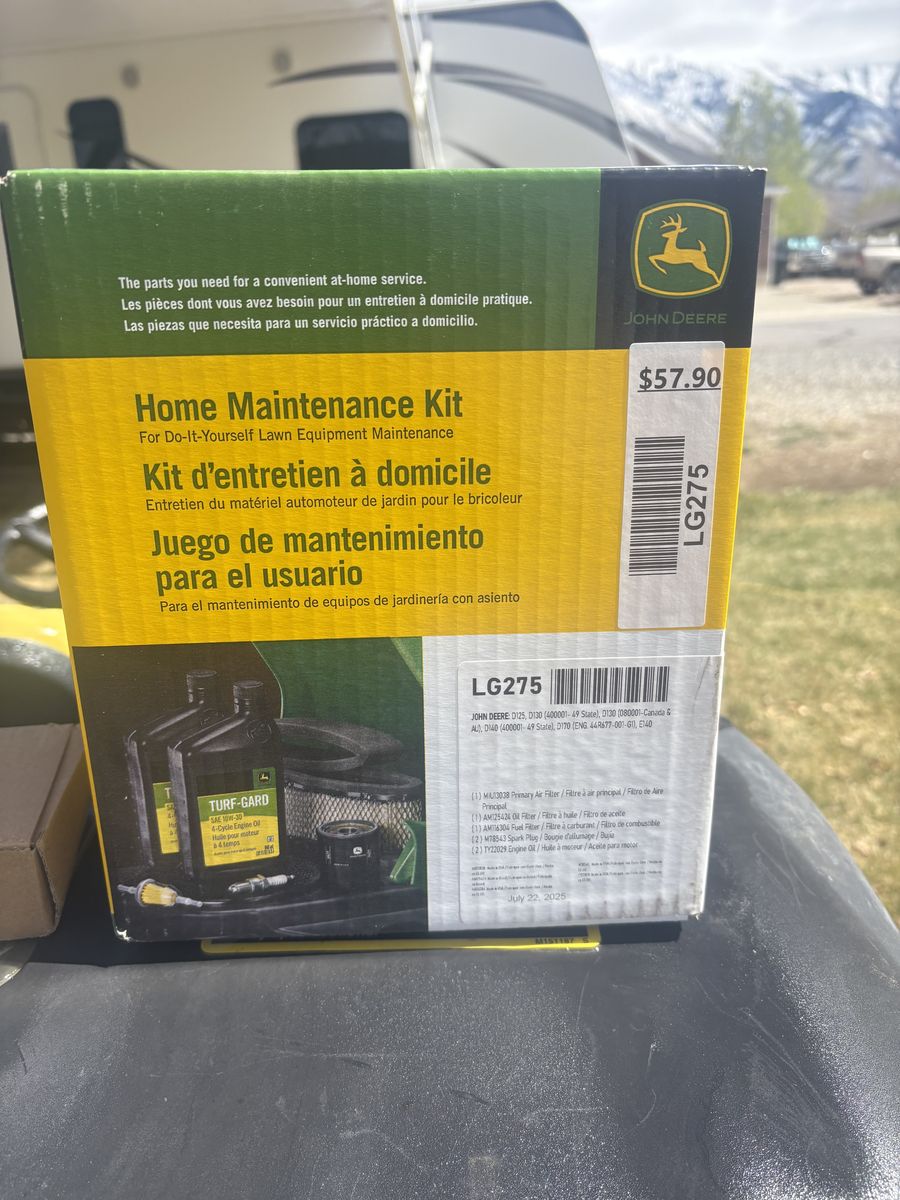 The parts you need for a convenient at-home service.
Les pièces dont vous avez besoin pour un entretien à domicile pratique.
Las piezas que necesita para un servicio práctico a domicilio.
JOHN DEERE
$57.90
LG275
Home Maintenance Kit
For Do-It-Yourself Lawn Equipment Maintenance
Kit d'entretien à domicile
Entretien du matériel automoteur de jardin pour le bricoleur
Juego de mantenimiento
para el usuario
Para el mantenimiento de equipos de jardinería con asiento
LG275
JOHN DEERE: D125, D130 (400001- 49 State), D130 (080001-Canada &
AU), D140 (400001- 49 State), D170 (ENG. 44R677-001-G1), E140
(1) MIU13038 Primary Air Filter / Filtre à air principal / Filtro de Aire
Principal
(1) AM125424 Oil Filter / Filtre à huile / Filtro de aceite
(1) AM116304 Fuel Filter / Filtre à carburant / Filtro de combustible
(2) M78543 Spark Plug / Bougie d'allumage / Bujía
(2) TY22029 Engine Oil / Huile à moteur / Aceite para motor
July 22, 2025
TURF-GARD
SAE 10W-30
4-Cycle Engine Oil
Huile pour moteur
à 4 temps